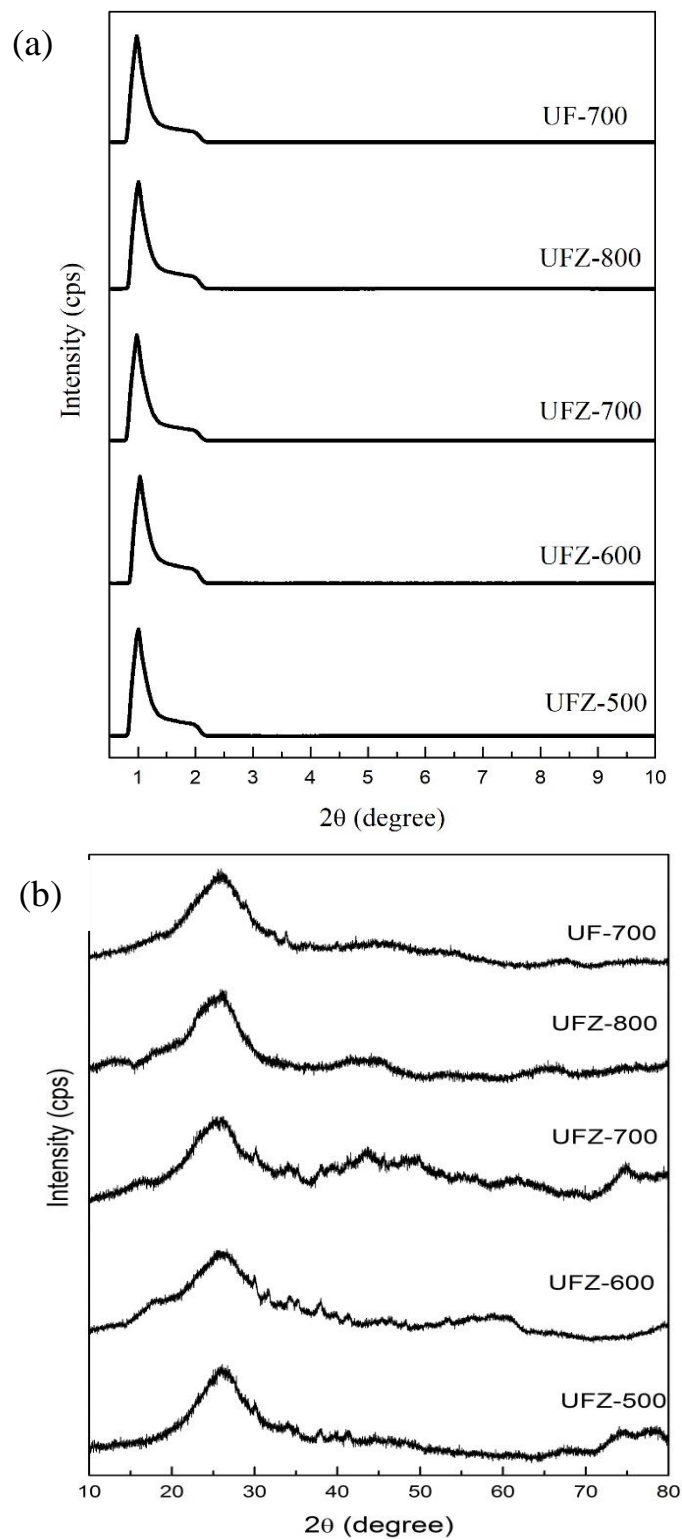 (a)
UF-700
UFZ-800
UFZ-700
UFZ-600
UFZ-500
Intensity (cps)
1 2 3 4 5 6 7 8 9 10
2θ (degree)
(b)
UF-700
UFZ-800
UFZ-700
UFZ-600
UFZ-500
Intensity (cps)
10 20 30 40 50 60 70 80
2θ (degree)